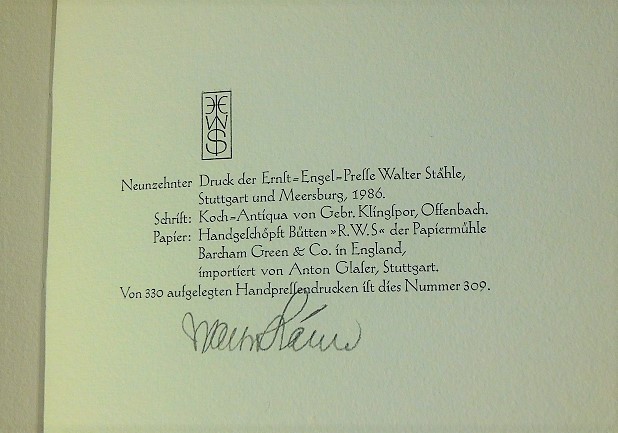 Neunzehnter Druck der Ernſt-Engel-Preſſe Walter Stähle,
Stuttgart und Meersburg, 1986.
Schrift: Koch-Antiqua von Gebr. Klingſpor, Offenbach.
Papier: Handgeſchöpft Bütten »R.W.S« der Papiermühle
Barcham Green & Co. in England,
importiert von Anton Glaſer, Stuttgart.
Von 330 aufgelegten Handpreſſendrucken iſt dies Nummer 309.